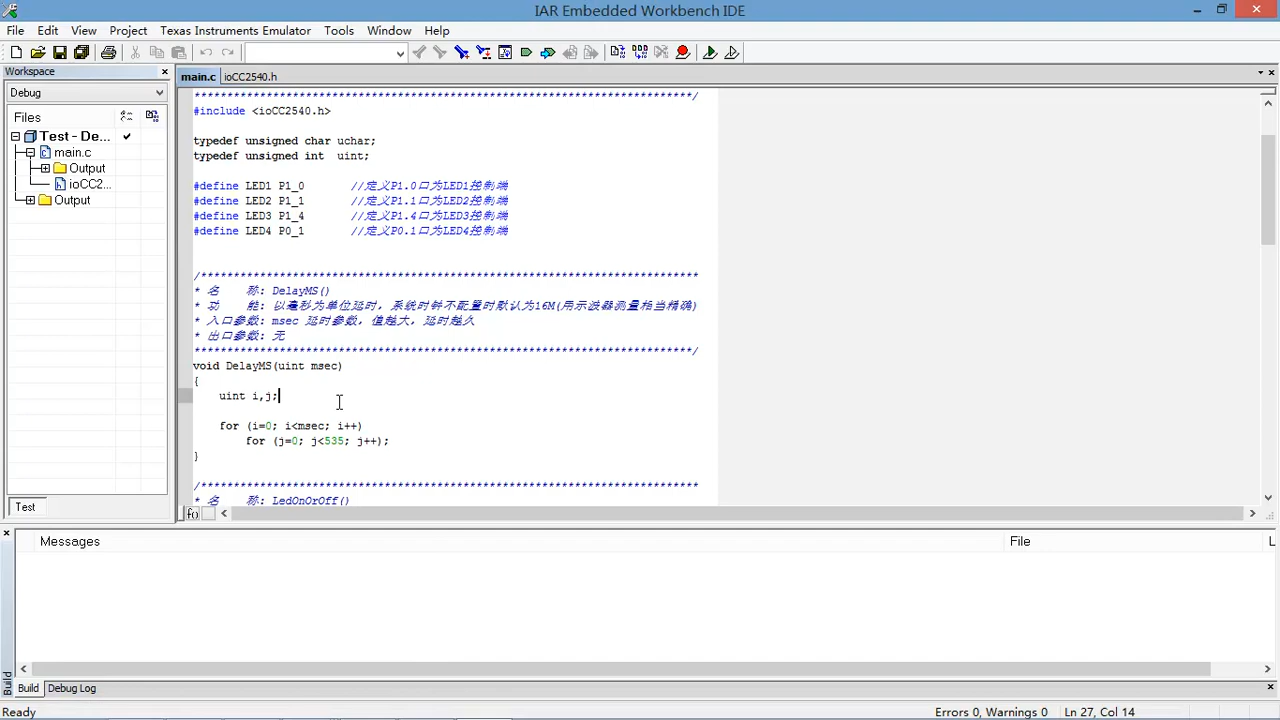 IAR Embedded Workbench IDE
File Edit View Project Texas Instruments Emulator Tools Window Help
Workspace
main.c ioCC2540.h
Debug
Files
Test - De...
main.c
Output
ioCC2...
Output
Test
******************************************************************************/
#include <ioCC2540.h>
typedef unsigned char uchar;
typedef unsigned int uint;
#define LED1 P1_0 //定义P1.0口为LED1控制端
#define LED2 P1_1 //定义P1.1口为LED2控制端
#define LED3 P1_4 //定义P1.4口为LED3控制端
#define LED4 P0_1 //定义P0.1口为LED4控制端
/*****************************************************************************
* 名 称: DelayMS()
* 功 能: 以毫秒为单位延时, 系统时钟不配置时默认为16M(用示波器测量相当精确)
* 入口参数: msec 延时参数, 值越大, 延时越久
* 出口参数: 无
******************************************************************************/
void DelayMS(uint msec)
{
uint i,j;
for (i=0; i<msec; i++)
for (j=0; j<535; j++);
}
/*****************************************************************************
* 名 称: LedOnOrOff()
Messages File L
Build
Build Debug Log
Ready Errors 0, Warnings 0 Ln 27, Col 14